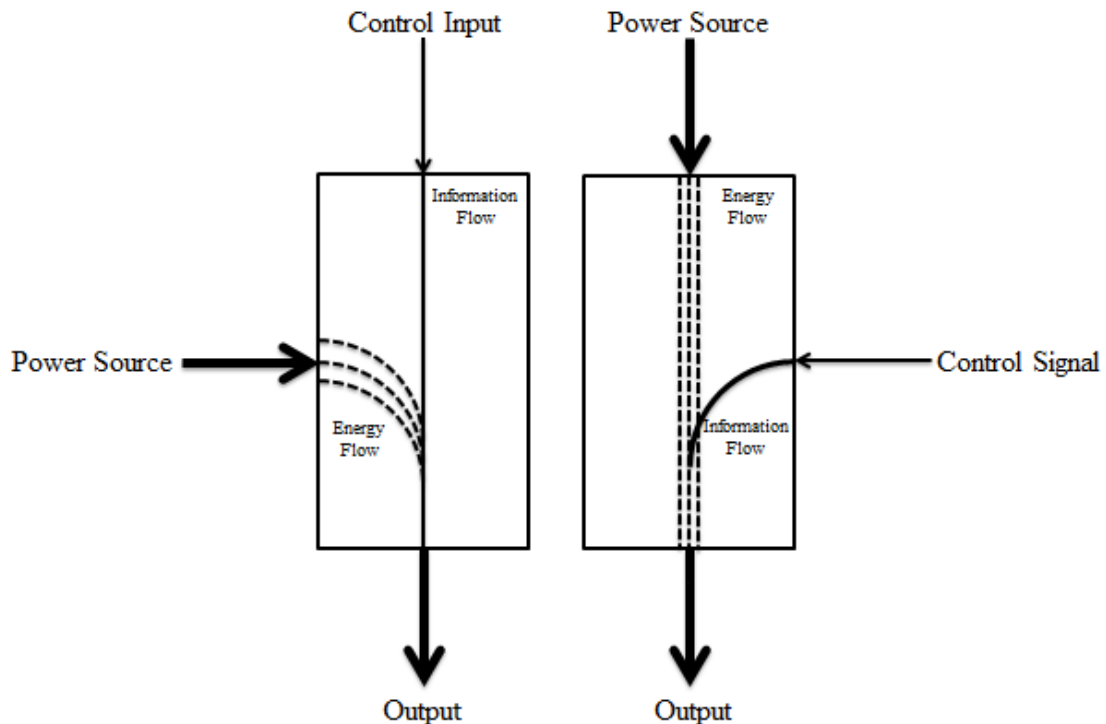 Control Input
Power Source
Information
Flow
Energy
Flow
Power Source
Control Signal
Energy
Flow
Information
Flow
Output
Output